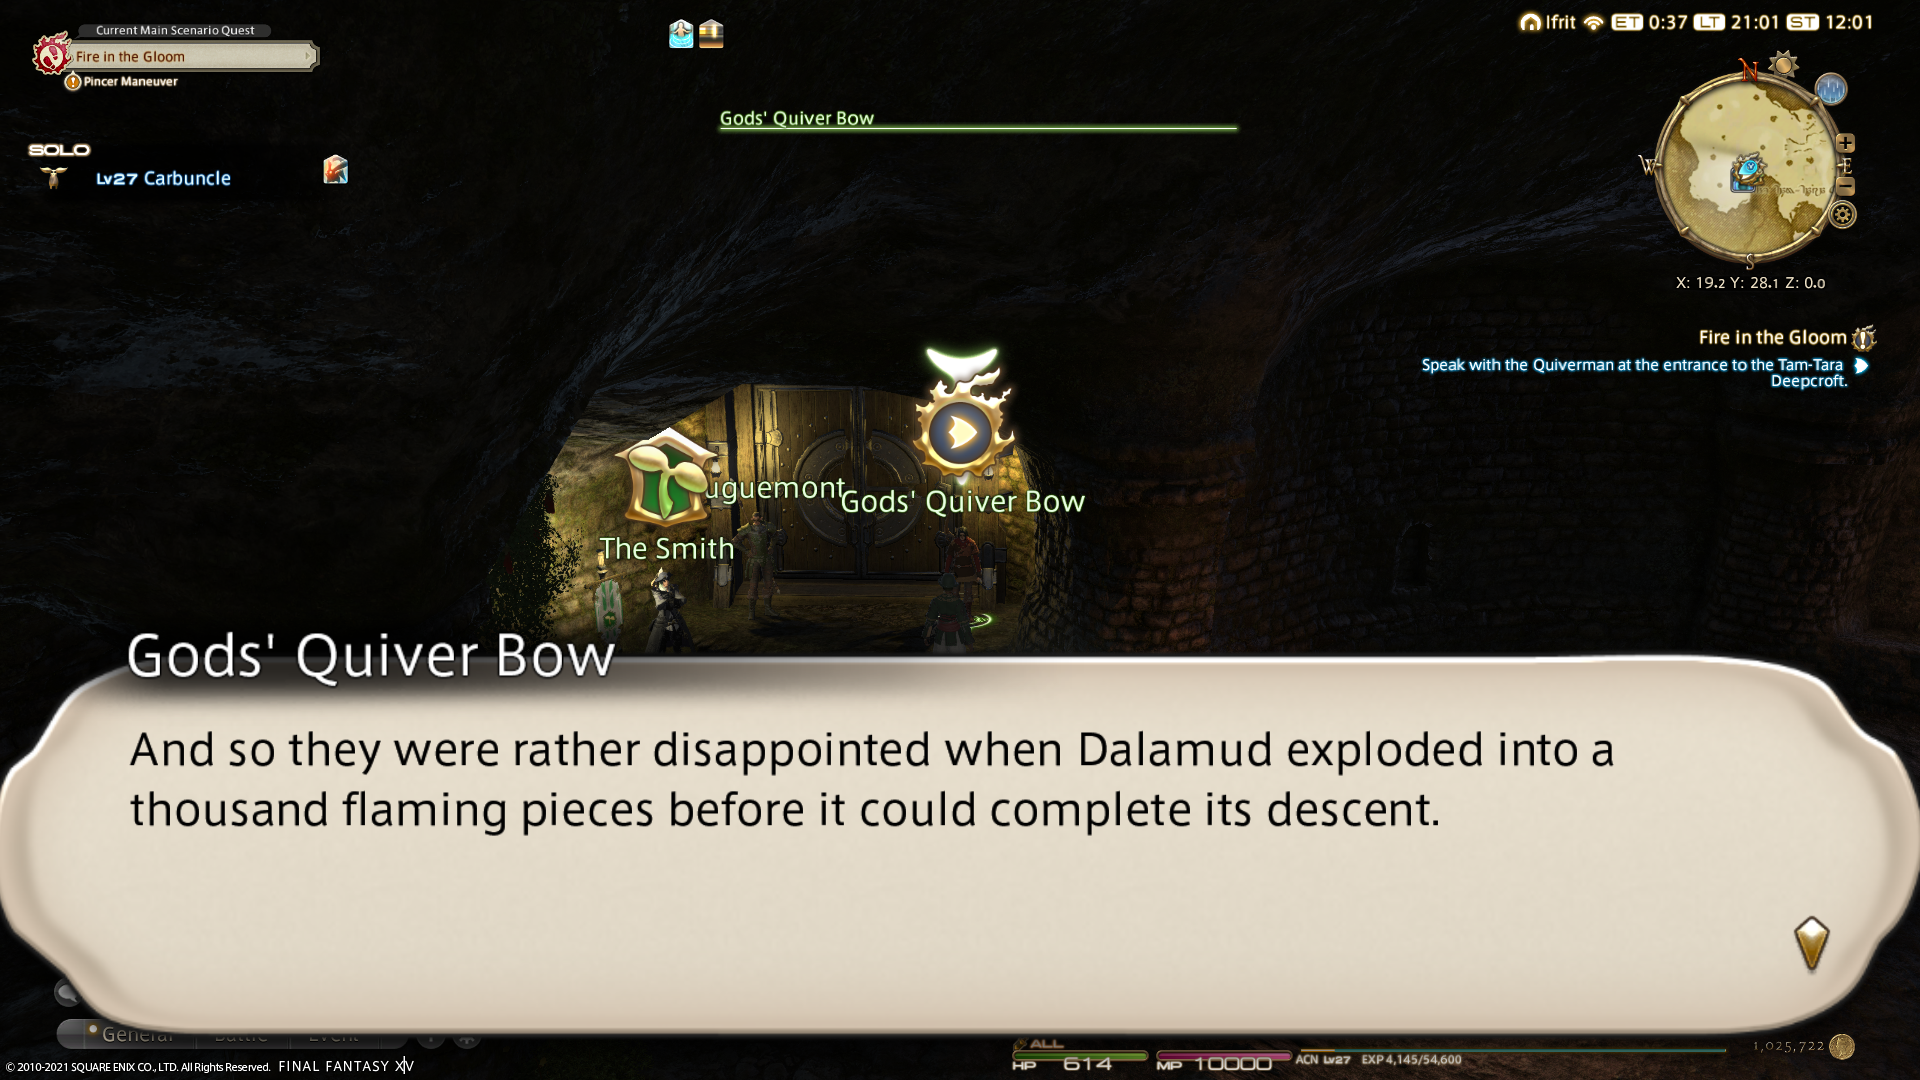 Current Main Scenario Quest
Fire in the Gloom
Pincer Maneuver
SOLO
Lv27 Carbuncle
Gods' Quiver Bow
Ifrit ET 0:37 LT 21:01 ST 12:01
N
W
E
S
X: 19.2 Y: 28.1 Z: 0.0
Fire in the Gloom
Speak with the Quiverman at the entrance to the Tam-Tara
Deepcroft.
uguemont
Gods' Quiver Bow
The Smith
Gods' Quiver Bow
And so they were rather disappointed when Dalamud exploded into a
thousand flaming pieces before it could complete its descent.
General Battle Event
ALL
HP 614 MP 10000 ACN Lv27 EXP 4,145/54,600
1,025,722
© 2010-2021 SQUARE ENIX CO., LTD. All Rights Reserved. FINAL FANTASY XIV